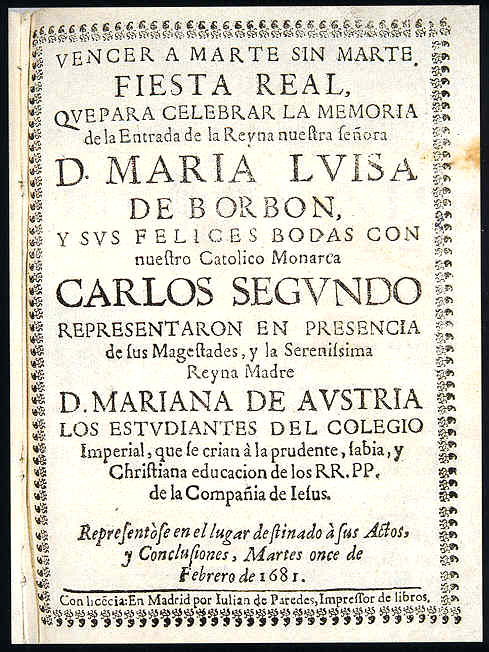 VENCER A MARTE SIN MARTE.
FIESTA REAL,
QVEPARA CELEBRAR LA MEMORIA
de la Entrada de la Reyna nuestra señora
D. MARIA LVISA
DE BORBON,
Y SVS FELICES BODAS CON
nuestro Catolico Monarca
CARLOS SEGVNDO
REPRESENTARON EN PRESENCIA
de sus Magestades, y la Serenissima
Reyna Madre
D. MARIANA DE AVSTRIA
LOS ESTVDIANTES DEL COLEGIO
Imperial, que se crian à la prudente, sabia, y
Christiana educacion de los RR. PP.
de la Compañia de Iesus.
Representòse en el lugar destinado à sus Actos,
y Conclusiones, Martes once de
Febrero de 1681.
Con licēcia: En Madrid por Iulian de Paredes, Impressor de libros.